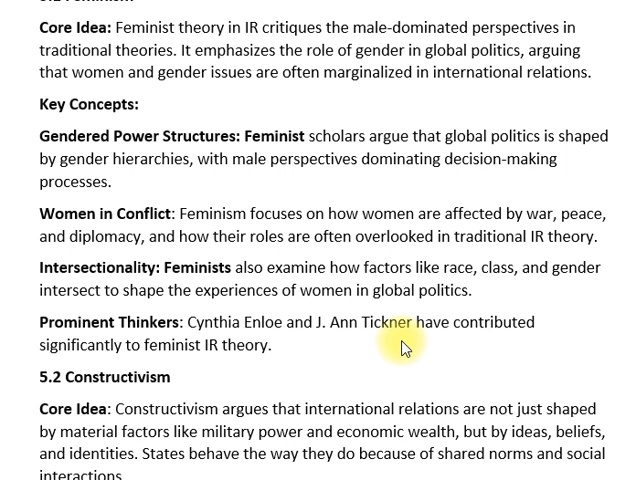 Core Idea: Feminist theory in IR critiques the male-dominated perspectives in
traditional theories. It emphasizes the role of gender in global politics, arguing
that women and gender issues are often marginalized in international relations.
Key Concepts:
Gendered Power Structures: Feminist scholars argue that global politics is shaped
by gender hierarchies, with male perspectives dominating decision-making
processes.
Women in Conflict: Feminism focuses on how women are affected by war, peace,
and diplomacy, and how their roles are often overlooked in traditional IR theory.
Intersectionality: Feminists also examine how factors like race, class, and gender
intersect to shape the experiences of women in global politics.
Prominent Thinkers: Cynthia Enloe and J. Ann Tickner have contributed
significantly to feminist IR theory.
5.2 Constructivism
Core Idea: Constructivism argues that international relations are not just shaped
by material factors like military power and economic wealth, but by ideas, beliefs,
and identities. States behave the way they do because of shared norms and social
interactions.